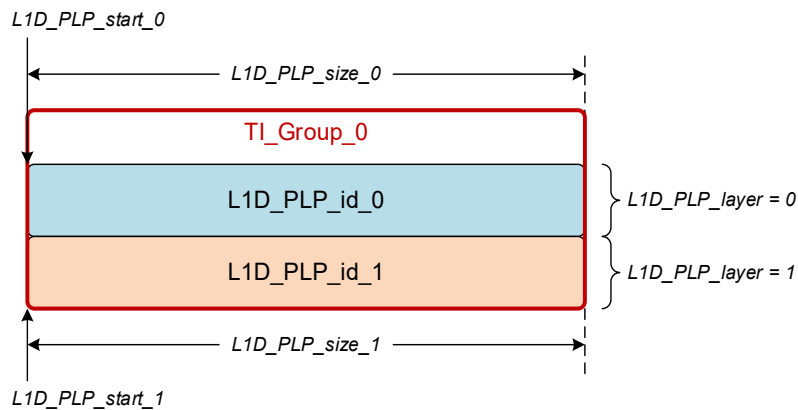 L1D_PLP_start_0
L1D_PLP_size_0
TI_Group_0
L1D_PLP_id_0
L1D_PLP_layer = 0
L1D_PLP_id_1
L1D_PLP_layer = 1
L1D_PLP_size_1
L1D_PLP_start_1